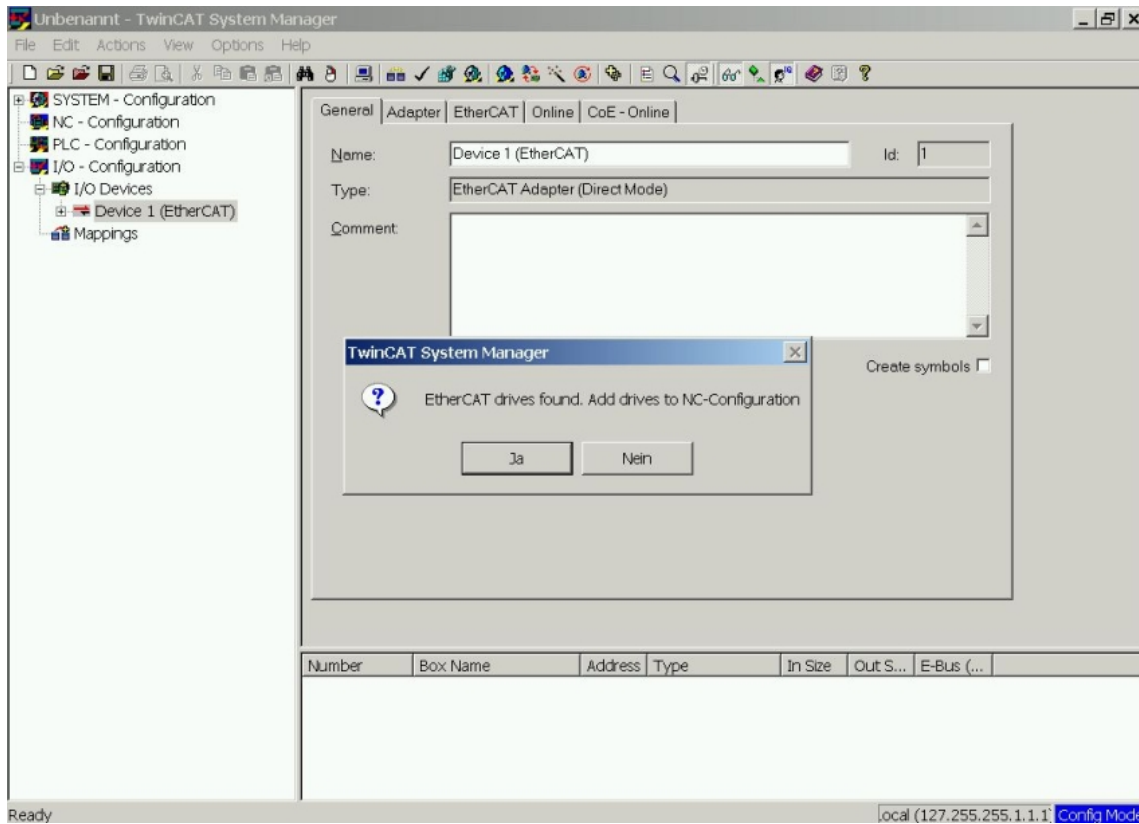 Unbenannt - TwinCAT System Manager
File Edit Actions View Options Help
SYSTEM - Configuration
NC - Configuration
PLC - Configuration
I/O - Configuration
I/O Devices
Device 1 (EtherCAT)
Mappings
General Adapter EtherCAT Online CoE - Online
Name: Device 1 (EtherCAT) Id: 1
Type: EtherCAT Adapter (Direct Mode)
Comment:
TwinCAT System Manager
EtherCAT drives found. Add drives to NC-Configuration
Ja Nein
Create symbols
Number Box Name Address Type In Size Out S... E-Bus (...
Ready .ocal (127.255.255.1.1.1) Config Mode